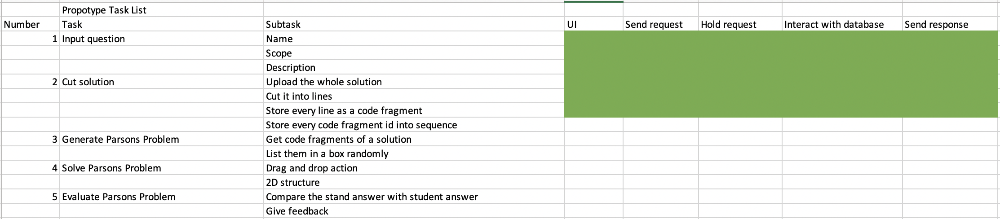 Propotype Task List
Number Task Subtask UI Send request Hold request Interact with database Send response
1 Input question Name
Scope
Description
2 Cut solution Upload the whole solution
Cut it into lines
Store every line as a code fragment
Store every code fragment id into sequence
3 Generate Parsons Problem Get code fragments of a solution
List them in a box randomly
4 Solve Parsons Problem Drag and drop action
2D structure
5 Evaluate Parsons Problem Compare the stand answer with student answer
Give feedback